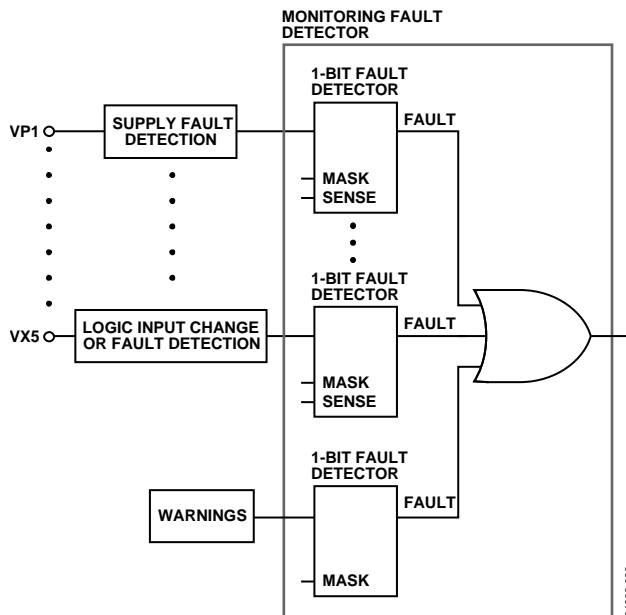 MONITORING FAULT
DETECTOR
1-BIT FAULT
DETECTOR
VP1
SUPPLY FAULT
DETECTION
FAULT
MASK
SENSE
1-BIT FAULT
DETECTOR
VX5
LOGIC INPUT CHANGE
OR FAULT DETECTION
FAULT
MASK
SENSE
1-BIT FAULT
DETECTOR
WARNINGS
FAULT
MASK